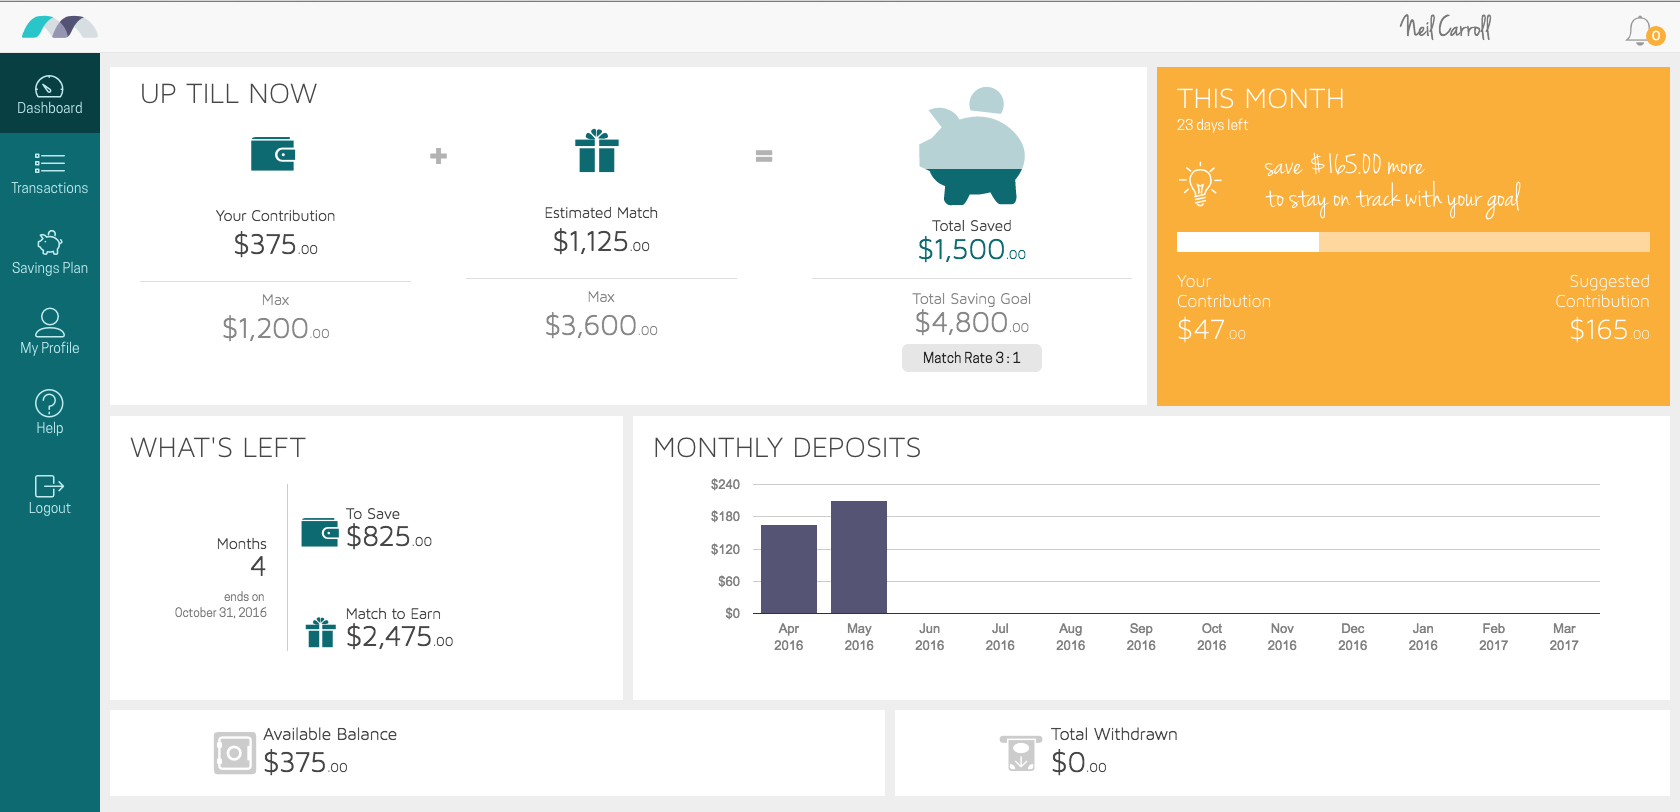 Neil Carroll
0
Dashboard
Transactions
Savings Plan
My Profile
Help
Logout
UP TILL NOW
Your Contribution
$375.00
Max
$1,200.00
+
Estimated Match
$1,125.00
Max
$3,600.00
=
Total Saved
$1,500.00
Total Saving Goal
$4,800.00
Match Rate 3 : 1
THIS MONTH
23 days left
save $165.00 more
to stay on track with your goal
Your
Contribution
$47.00
Suggested
Contribution
$165.00
WHAT'S LEFT
Months
4
ends on
October 31, 2016
To Save
$825.00
Match to Earn
$2,475.00
MONTHLY DEPOSITS
$240
$180
$120
$60
$0
Apr May Jun Jul Aug Sep Oct Nov Dec Jan Feb Mar
2016 2016 2016 2016 2016 2016 2016 2016 2016 2016 2017 2017
Available Balance
$375.00
Total Withdrawn
$0.00